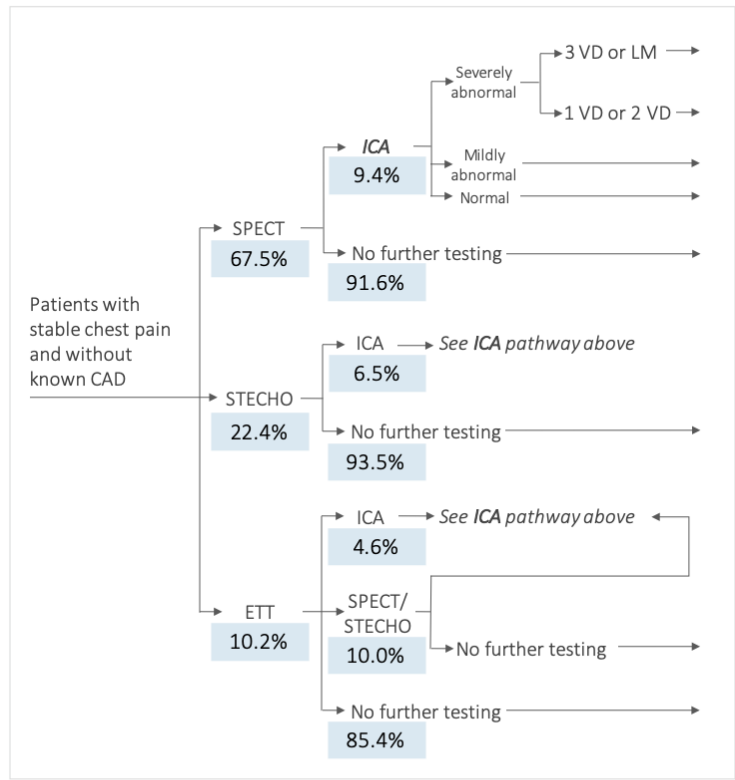 3 VD or LM
Severely
abnormal
1 VD or 2 VD
ICA
9.4%
Mildly
abnormal
Normal
SPECT
67.5%
No further testing
91.6%
Patients with
stable chest pain
and without
known CAD
ICA
See ICA pathway above
6.5%
STECHO
22.4%
No further testing
93.5%
ICA
See ICA pathway above
4.6%
ETT
10.2%
SPECT/
STECHO
10.0%
No further testing
No further testing
85.4%